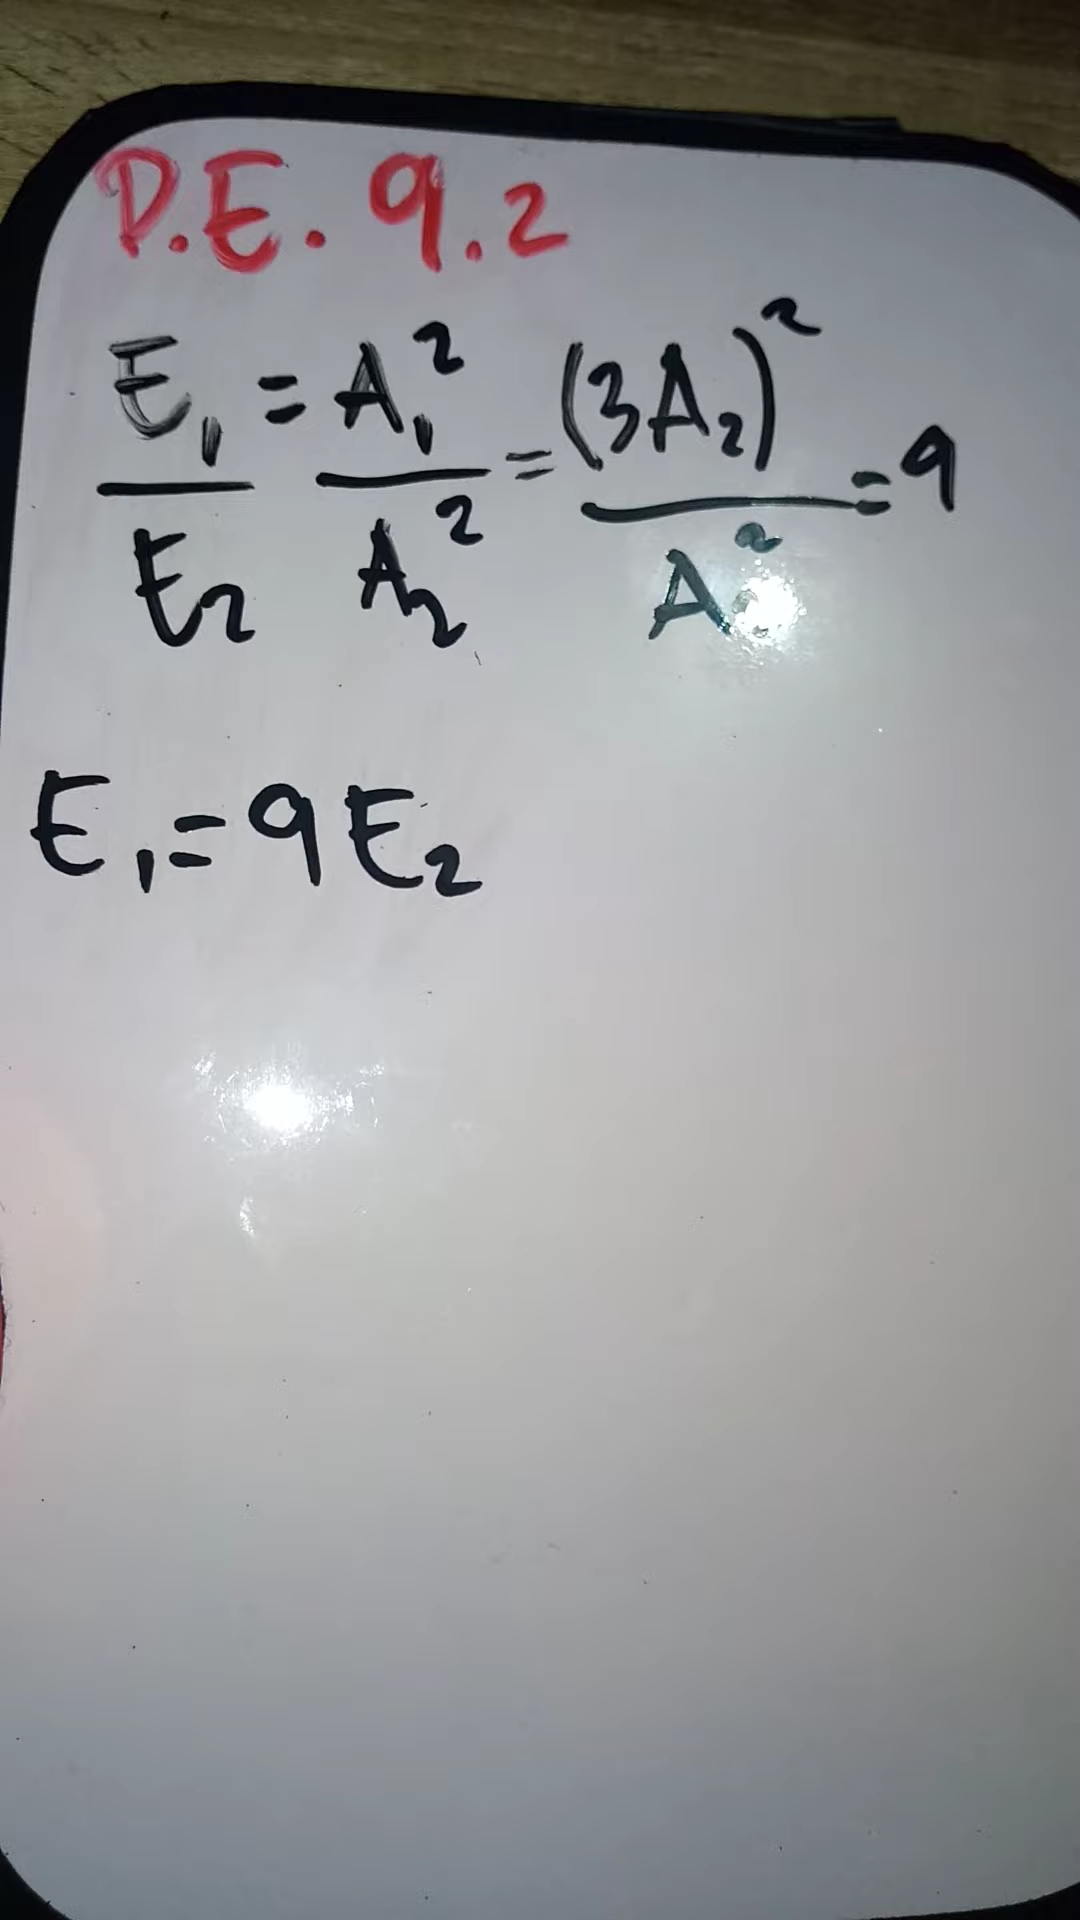 P.E. 9.2
E₁/E₂ = A₁²/A₂² = (3A₂)²/A₂² = 9
E₁ = 9E₂